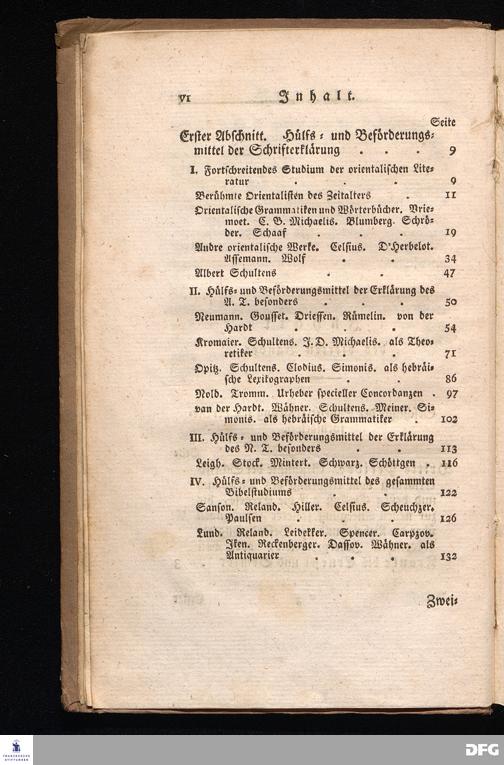 VI Inhalt.
Seite
Erster Abschnitt. Hülfs- und Beförderungs-
mittel der Schrifterklärung . . . 9
I. Fortschreitendes Studium der orientalischen Lite-
ratur . . . . 9
Berühmte Orientalisten des Zeitalters . 11
Orientalische Grammatiken und Wörterbücher. Vrie-
moet. C. B. Michaelis. Blumberg. Schrö-
der. Schaaf . . . . 19
Andre orientalische Werke. Celsius. D'Herbelot.
Assemann. Wolf . . . 34
Albert Schultens . . . . 47
II. Hülfs- und Beförderungsmittel der Erklärung des
A. T. besonders . . . . 50
Neumann. Gousset. Driessen. Rümelin. von der
Hardt . . . . 54
Kromaier. Schultens. J. D. Michaelis. als Theo-
retiker . . . . 71
Opitz. Schultens. Clodius. Simonis. als hebräi-
sche Lexikographen . . . 86
Nold. Tromm. Urheber specieller Concordanzen . 97
van der Hardt. Wähner. Schultens. Meiner. Si-
monis. als hebräische Grammatiker . . 102
III. Hülfs- und Beförderungsmittel der Erklärung
des N. T. besonders . . . 113
Leigh. Stock. Mintert. Schwarz. Schöttgen . 116
IV. Hülfs- und Beförderungsmittel des gesammten
Bibelstudiums . . . . 122
Sanson. Reland. Hiller. Celsius. Scheuchzer.
Paulsen . . . . 126
Lund. Reland. Leidekker. Spencer. Carpzov.
Iken. Reckenberger. Dassov. Wähner. als
Antiquarier . . . . 132
Zwei-
FRANCKESCHE
STIFTUNGEN
DFG